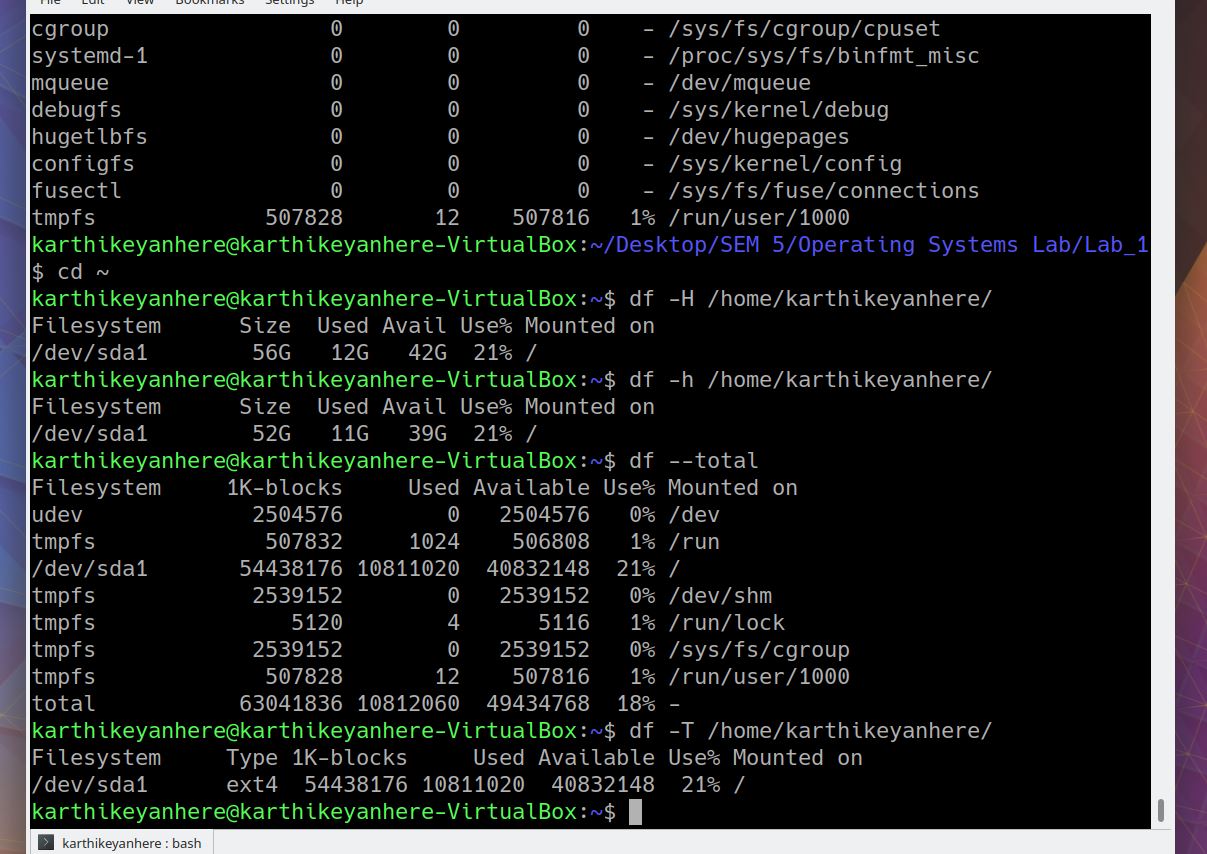 File Edit View Bookmarks Settings Help
cgroup 0 0 0 - /sys/fs/cgroup/cpuset
systemd-1 0 0 0 - /proc/sys/fs/binfmt_misc
mqueue 0 0 0 - /dev/mqueue
debugfs 0 0 0 - /sys/kernel/debug
hugetlbfs 0 0 0 - /dev/hugepages
configfs 0 0 0 - /sys/kernel/config
fusectl 0 0 0 - /sys/fs/fuse/connections
tmpfs 507828 12 507816 1% /run/user/1000
karthikeyanhere@karthikeyanhere-VirtualBox:~/Desktop/SEM 5/Operating Systems Lab/Lab_1
$ cd ~
karthikeyanhere@karthikeyanhere-VirtualBox:~$ df -H /home/karthikeyanhere/
Filesystem Size Used Avail Use% Mounted on
/dev/sda1 56G 12G 42G 21% /
karthikeyanhere@karthikeyanhere-VirtualBox:~$ df -h /home/karthikeyanhere/
Filesystem Size Used Avail Use% Mounted on
/dev/sda1 52G 11G 39G 21% /
karthikeyanhere@karthikeyanhere-VirtualBox:~$ df --total
Filesystem 1K-blocks Used Available Use% Mounted on
udev 2504576 0 2504576 0% /dev
tmpfs 507832 1024 506808 1% /run
/dev/sda1 54438176 10811020 40832148 21% /
tmpfs 2539152 0 2539152 0% /dev/shm
tmpfs 5120 4 5116 1% /run/lock
tmpfs 2539152 0 2539152 0% /sys/fs/cgroup
tmpfs 507828 12 507816 1% /run/user/1000
total 63041836 10812060 49434768 18% -
karthikeyanhere@karthikeyanhere-VirtualBox:~$ df -T /home/karthikeyanhere/
Filesystem Type 1K-blocks Used Available Use% Mounted on
/dev/sda1 ext4 54438176 10811020 40832148 21% /
karthikeyanhere@karthikeyanhere-VirtualBox:~$
karthikeyanhere : bash